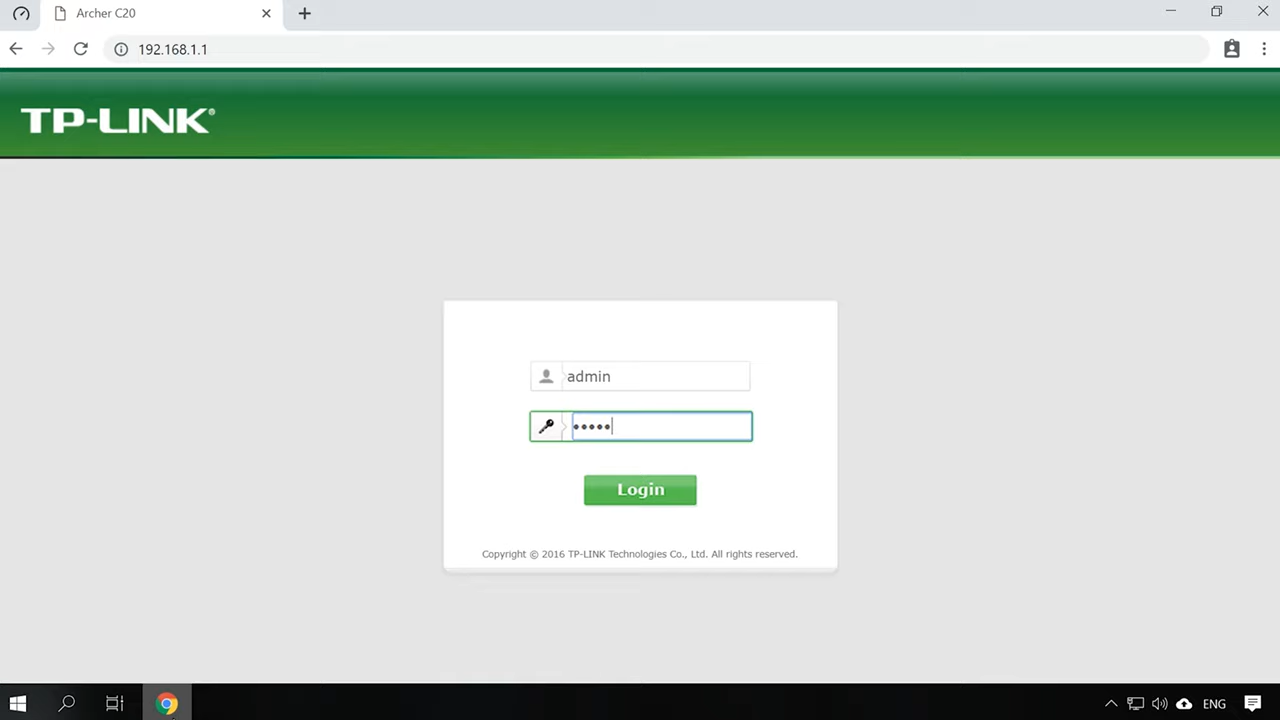 Archer C20
192.168.1.1
TP-LINK®
admin
•••••
Login
Copyright © 2016 TP-LINK Technologies Co., Ltd. All rights reserved.
ENG